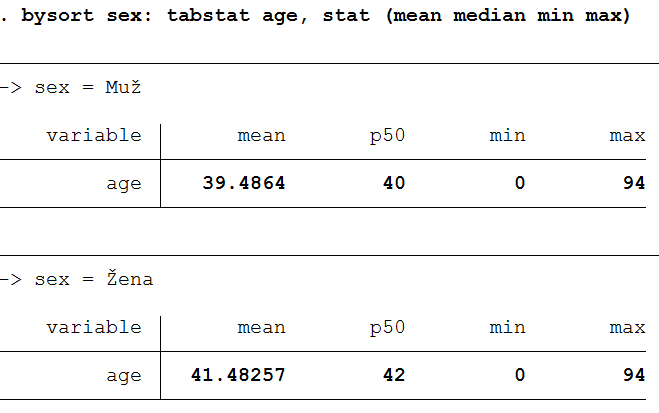 . bysort sex: tabstat age, stat (mean median min max)
-> sex = Muž
variable mean p50 min max
age 39.4864 40 0 94
-> sex = Žena
variable mean p50 min max
age 41.48257 42 0 94